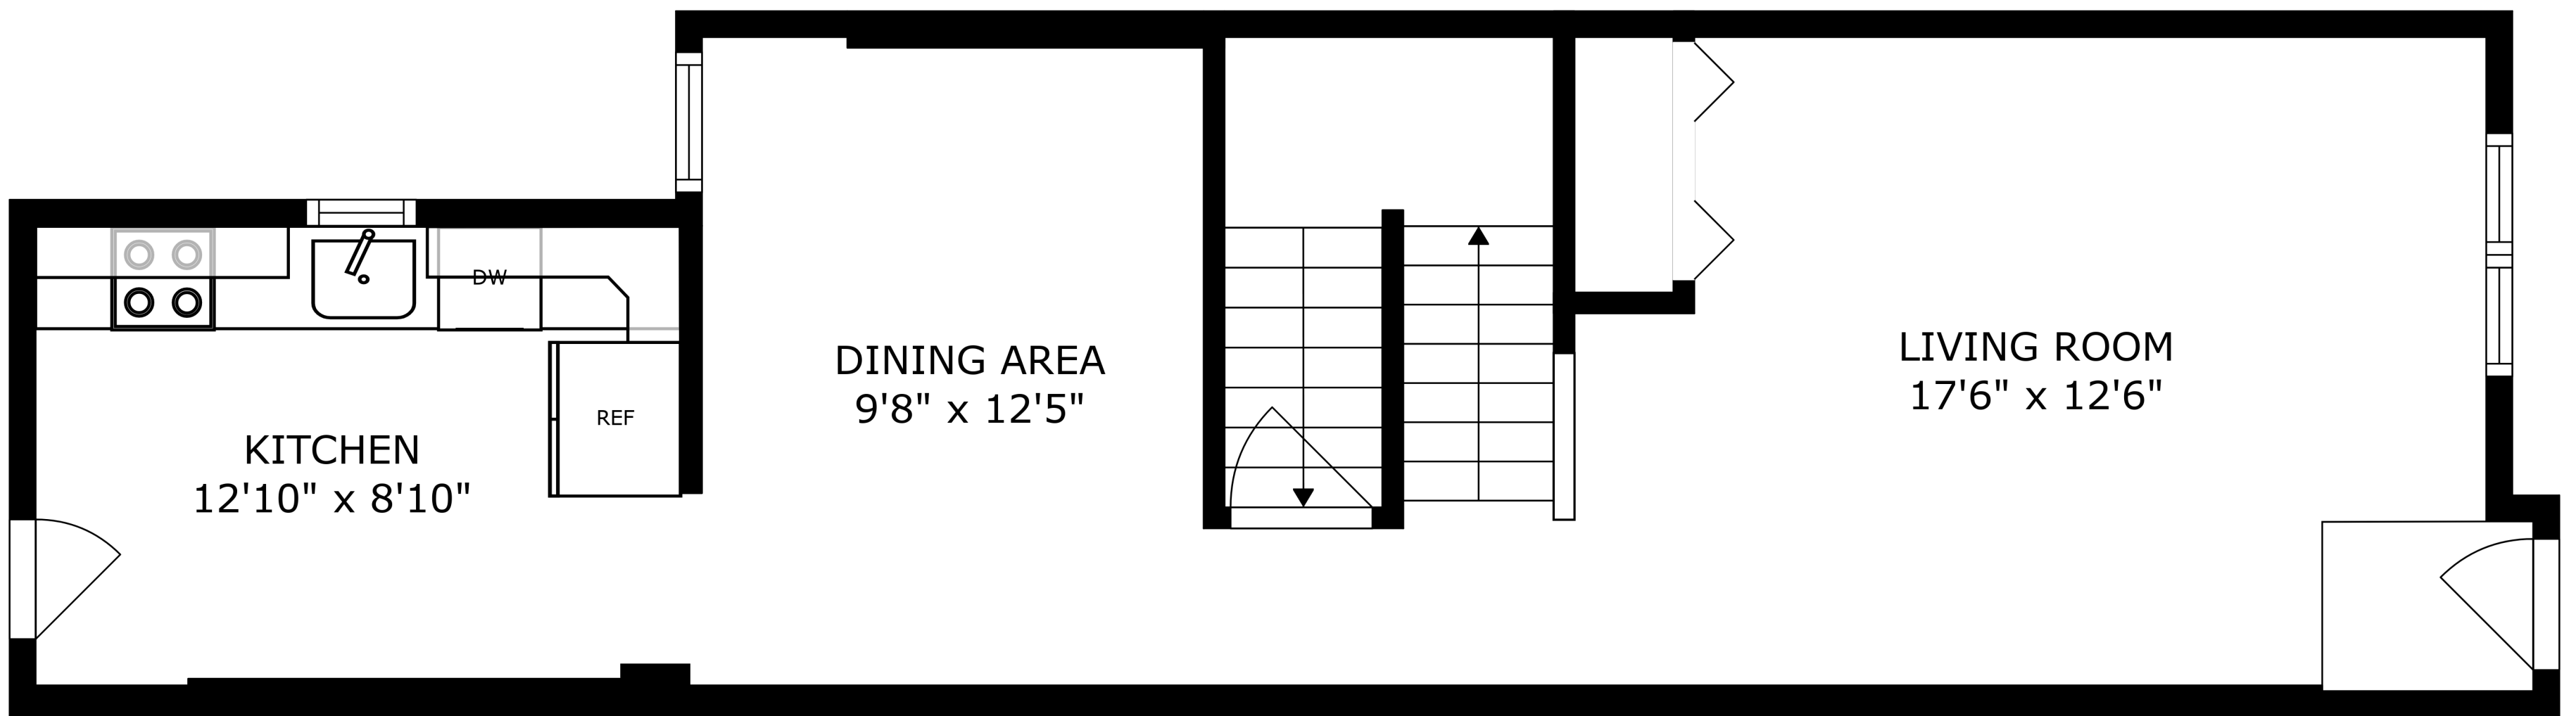 KITCHEN
12'10" x 8'10"
DW
REF
DINING AREA
9'8" x 12'5"
LIVING ROOM
17'6" x 12'6"